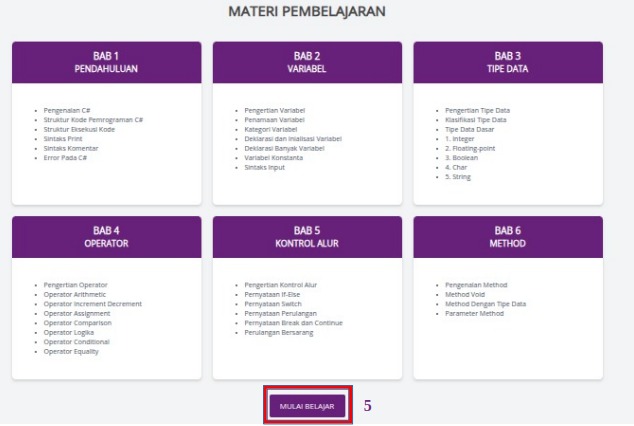 MATERI PEMBELAJARAN
BAB 1
PENDAHULUAN
Pengenalan C#
Struktur Kode Pemrograman C#
Struktur Eksekusi Kode
Sintaks Print
Sintaks Komentar
Error Pada C#
BAB 2
VARIABEL
Pengertian Variabel
Penamaan Variabel
Kategori Variabel
Deklarasi dan Inialisasi Variabel
Deklarasi Banyak Variabel
Variabel Konstanta
Sintaks Input
BAB 3
TIPE DATA
Pengertian Tipe Data
Klasifikasi Tipe Data
Tipe Data Dasar
1. Integer
2. Floating-point
3. Boolean
4. Char
5. String
BAB 4
OPERATOR
Pengertian Operator
Operator Arithmetic
Operator Increment Decrement
Operator Assignment
Operator Comparison
Operator Logika
Operator Conditional
Operator Equality
BAB 5
KONTROL ALUR
Pengertian Kontrol Alur
Pernyataan If-Else
Pernyataan Switch
Pernyataan Perulangan
Pernyataan Break dan Continue
Perulangan Bersarang
BAB 6
METHOD
Pengenalan Method
Method Void
Method Dengan Tipe Data
Parameter Method
MULAI BELAJAR
5